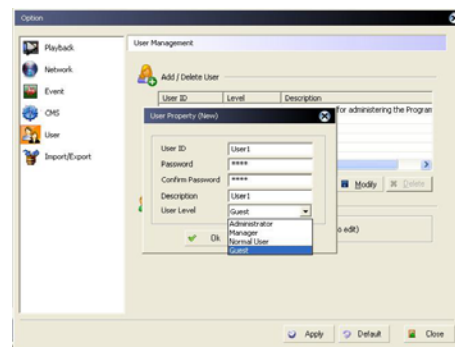 Option
Playback
Network
Event
CMS
User
Import/Export
User Management
Add / Delete User
User ID Level Description
for administering the Program
User Property (New)
User ID User1
Password ****
Confirm Password ****
Description User1
User Level Guest
Administrator
Manager
Normal User
Guest
Ok
Modify Delete
o edit)
Apply Default Close